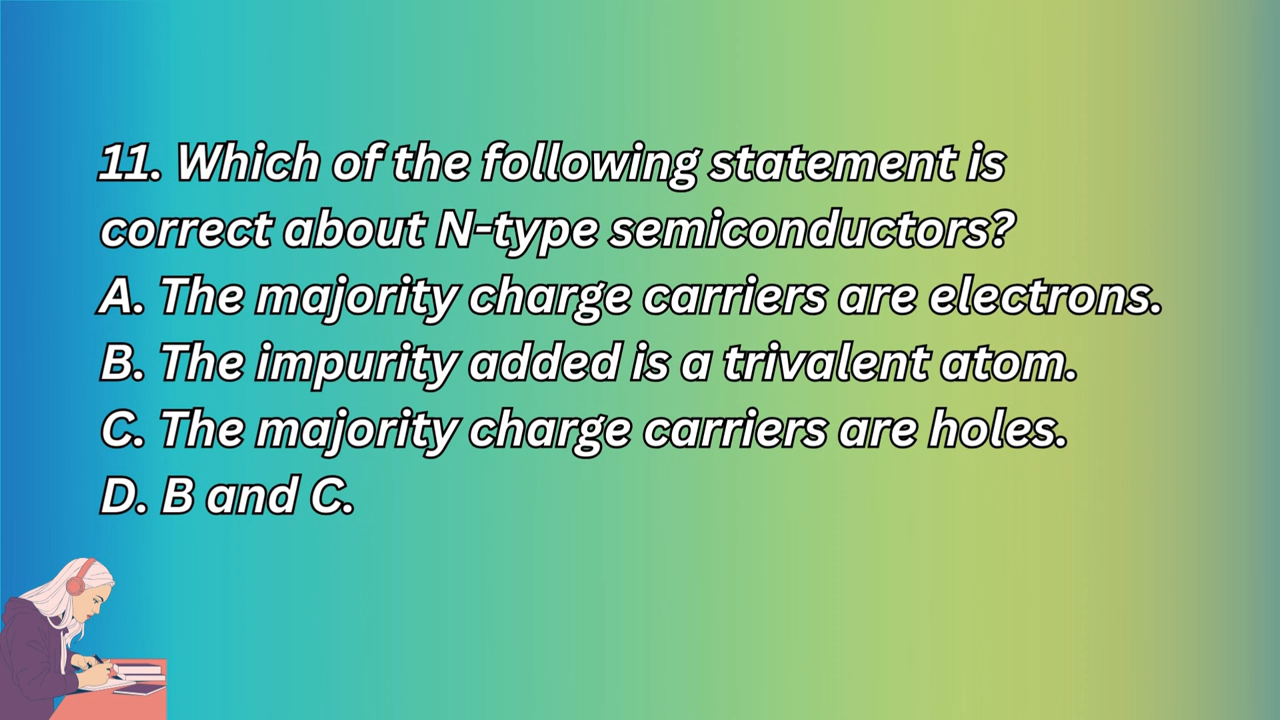 11. Which of the following statement is
correct about N-type semiconductors?
A. The majority charge carriers are electrons.
B. The impurity added is a trivalent atom.
C. The majority charge carriers are holes.
D. B and C.